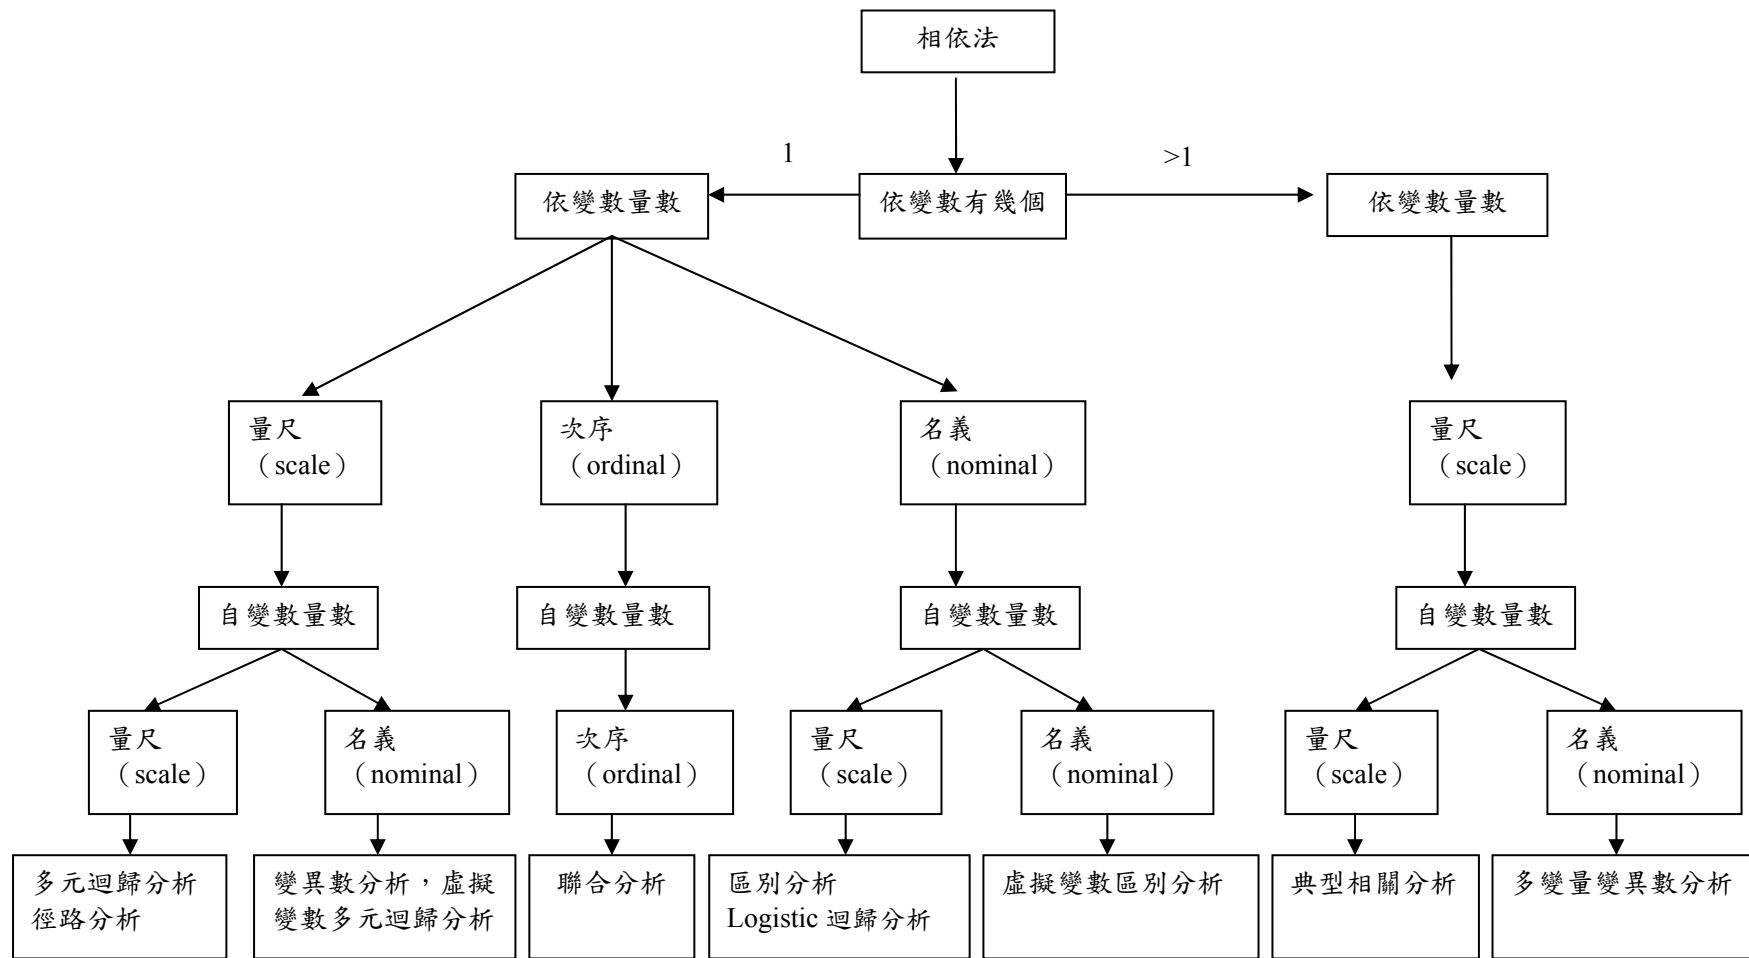 相依法
1
>1
依變數量數
依變數有幾個
依變數量數
量尺
（scale）
次序
（ordinal）
名義
（nominal）
量尺
（scale）
自變數量數
自變數量數
自變數量數
自變數量數
量尺
（scale）
名義
（nominal）
次序
（ordinal）
量尺
（scale）
名義
（nominal）
量尺
（scale）
名義
（nominal）
多元迴歸分析
徑路分析
變異數分析，虛擬
變數多元迴歸分析
聯合分析
區別分析
Logistic 迴歸分析
虛擬變數區別分析
典型相關分析
多變量變異數分析